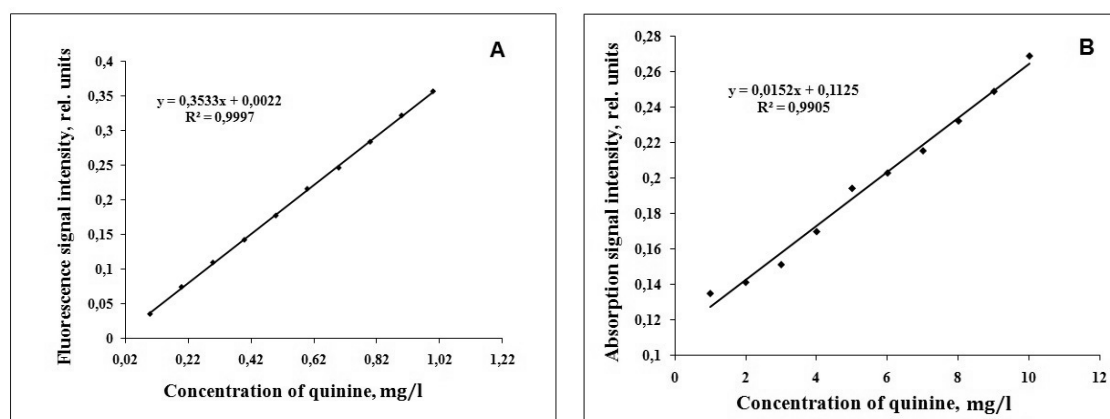 A
Fluorescence signal intensity, rel. units
0,4
0,35
0,3
0,25
0,2
0,15
0,1
0,05
0
y = 0,3533x + 0,0022
R² = 0,9997
0,02 0,22 0,42 0,62 0,82 1,02 1,22
Concentration of quinine, mg/l
B
Absorption signal intensity, rel. units
0,28
0,26
0,24
0,22
0,2
0,18
0,16
0,14
0,12
0,1
y = 0,0152x + 0,1125
R² = 0,9905
0 2 4 6 8 10 12
Concentration of quinine, mg/l